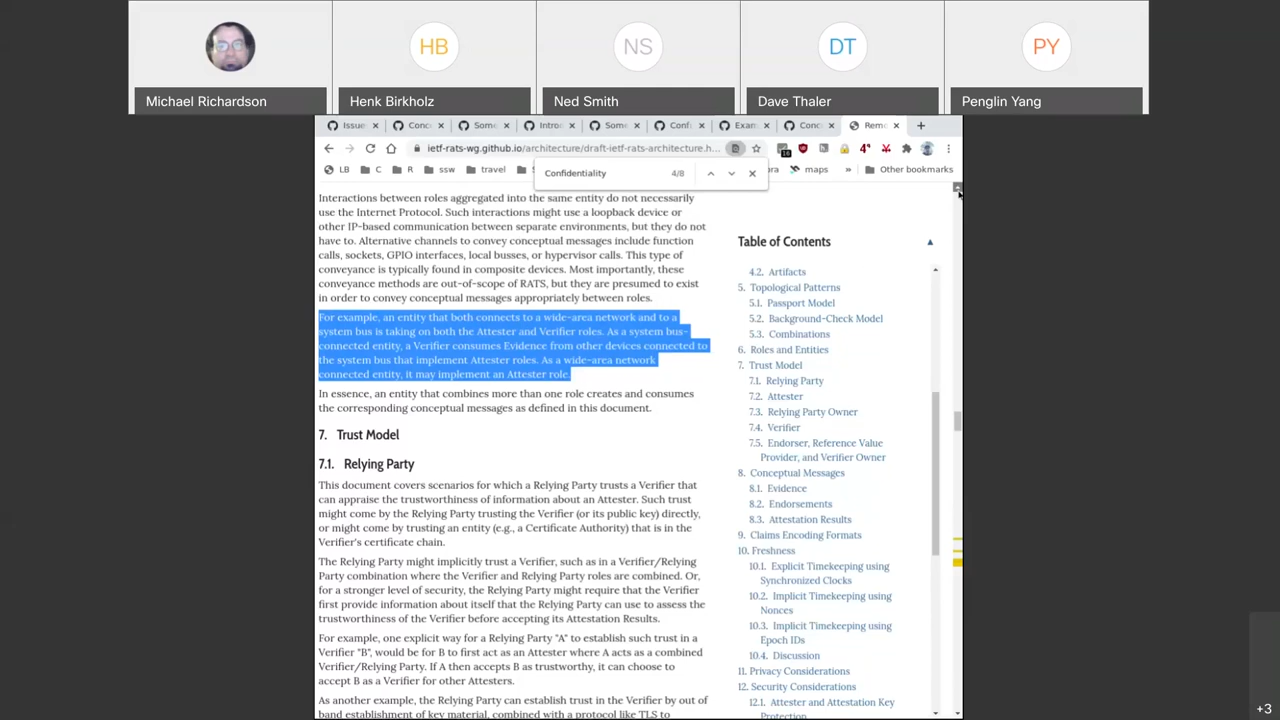 HB
NS
DT
PY
Michael Richardson
Henk Birkholz
Ned Smith
Dave Thaler
Penglin Yang
Issue
Conc
Some
Intro
Some
Confi
Exam
Conc
Rem
ietf-rats-wg.github.io/architecture/draft-ietf-rats-architecture.h...
LB
C
R
ssw
travel
maps
»
Other bookmarks
Confidentiality
4/8
Interactions between roles aggregated into the same entity do not necessarily
use the Internet Protocol. Such interactions might use a loopback device or
other IP-based communication between separate environments, but they do not
have to. Alternative channels to convey conceptual messages include function
calls, sockets, GPIO interfaces, local busses, or hypervisor calls. This type of
conveyance is typically found in composite devices. Most importantly, these
conveyance methods are out-of-scope of RATS, but they are presumed to exist
in order to convey conceptual messages appropriately between roles.
For example, an entity that both connects to a wide-area network and to a
system bus is taking on both the Attester and Verifier roles. As a system bus-
connected entity, a Verifier consumes Evidence from other devices connected to
the system bus that implement Attester roles. As a wide-area network
connected entity, it may implement an Attester role.
In essence, an entity that combines more than one role creates and consumes
the corresponding conceptual messages as defined in this document.
7. Trust Model
7.1. Relying Party
This document covers scenarios for which a Relying Party trusts a Verifier that
can appraise the trustworthiness of information about an Attester. Such trust
might come by the Relying Party trusting the Verifier (or its public key) directly,
or might come by trusting an entity (e.g., a Certificate Authority) that is in the
Verifier's certificate chain.
The Relying Party might implicitly trust a Verifier, such as in a Verifier/Relying
Party combination where the Verifier and Relying Party roles are combined. Or,
for a stronger level of security, the Relying Party might require that the Verifier
first provide information about itself that the Relying Party can use to assess the
trustworthiness of the Verifier before accepting its Attestation Results.
For example, one explicit way for a Relying Party "A" to establish such trust in a
Verifier "B", would be for B to first act as an Attester where A acts as a combined
Verifier/Relying Party. If A then accepts B as trustworthy, it can choose to
accept B as a Verifier for other Attesters.
As another example, the Relying Party can establish trust in the Verifier by out of
band establishment of key material, combined with a protocol like TLS to
Table of Contents
4.2. Artifacts
5. Topological Patterns
5.1. Passport Model
5.2. Background-Check Model
5.3. Combinations
6. Roles and Entities
7. Trust Model
7.1. Relying Party
7.2. Attester
7.3. Relying Party Owner
7.4. Verifier
7.5. Endorser, Reference Value
Provider, and Verifier Owner
8. Conceptual Messages
8.1. Evidence
8.2. Endorsements
8.3. Attestation Results
9. Claims Encoding Formats
10. Freshness
10.1. Explicit Timekeeping using
Synchronized Clocks
10.2. Implicit Timekeeping using
Nonces
10.3. Implicit Timekeeping using
Epoch IDs
10.4. Discussion
11. Privacy Considerations
12. Security Considerations
12.1. Attester and Attestation Key
Protection
+3